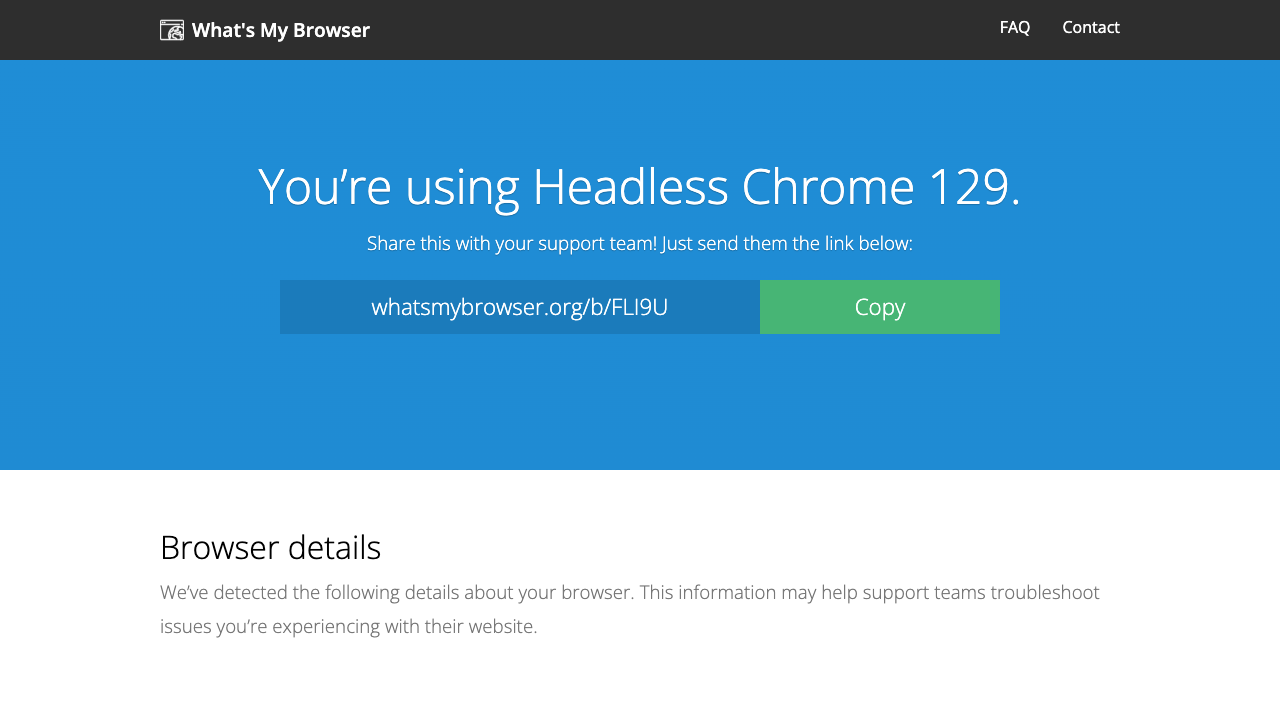 What's My Browser
FAQ
Contact
You’re using Headless Chrome 129.
Share this with your support team! Just send them the link below:
whatsmybrowser.org/b/FLI9U
Copy
Browser details
We’ve detected the following details about your browser. This information may help support teams troubleshoot
issues you’re experiencing with their website.